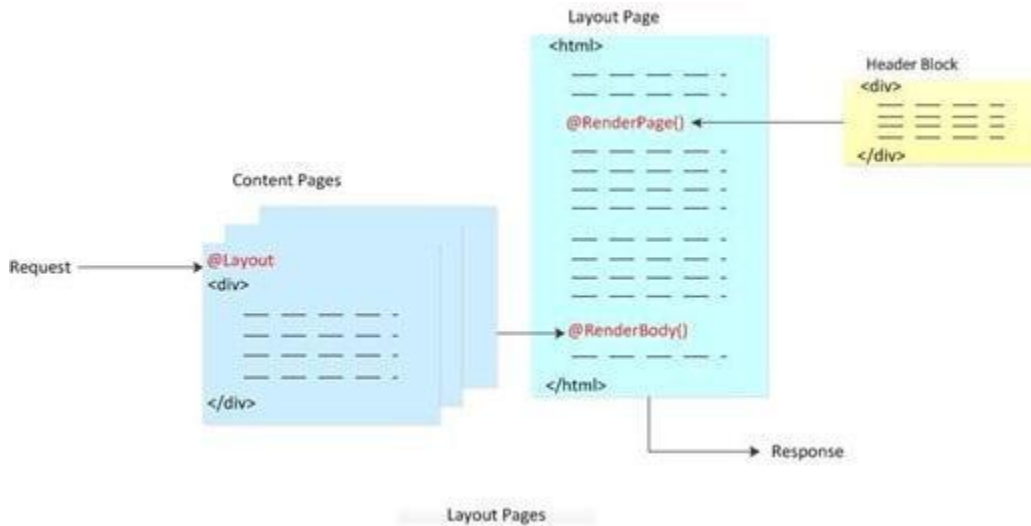 Layout Page
<html>
@RenderPage()
@RenderBody()
</html>
Header Block
<div>
</div>
Content Pages
Request
@Layout
<div>
</div>
Response
Layout Pages